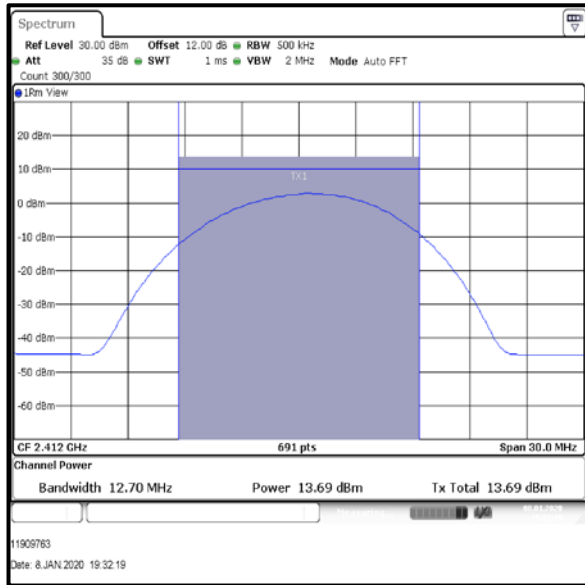 Spectrum
Ref Level 30.00 dBm Offset 12.00 dB RBW 500 kHz
Att 35 dB SWT 1 ms VBW 2 MHz Mode Auto FFT
Count 300/300
1Rm View
20 dBm
TX1
10 dBm
0 dBm
-10 dBm
-20 dBm
-30 dBm
-40 dBm
-50 dBm
-60 dBm
CF 2.412 GHz 691 pts Span 30.0 MHz
Channel Power
Bandwidth 12.70 MHz Power 13.69 dBm Tx Total 13.69 dBm
11909763
Date: 8.JAN.2020 19:32:19